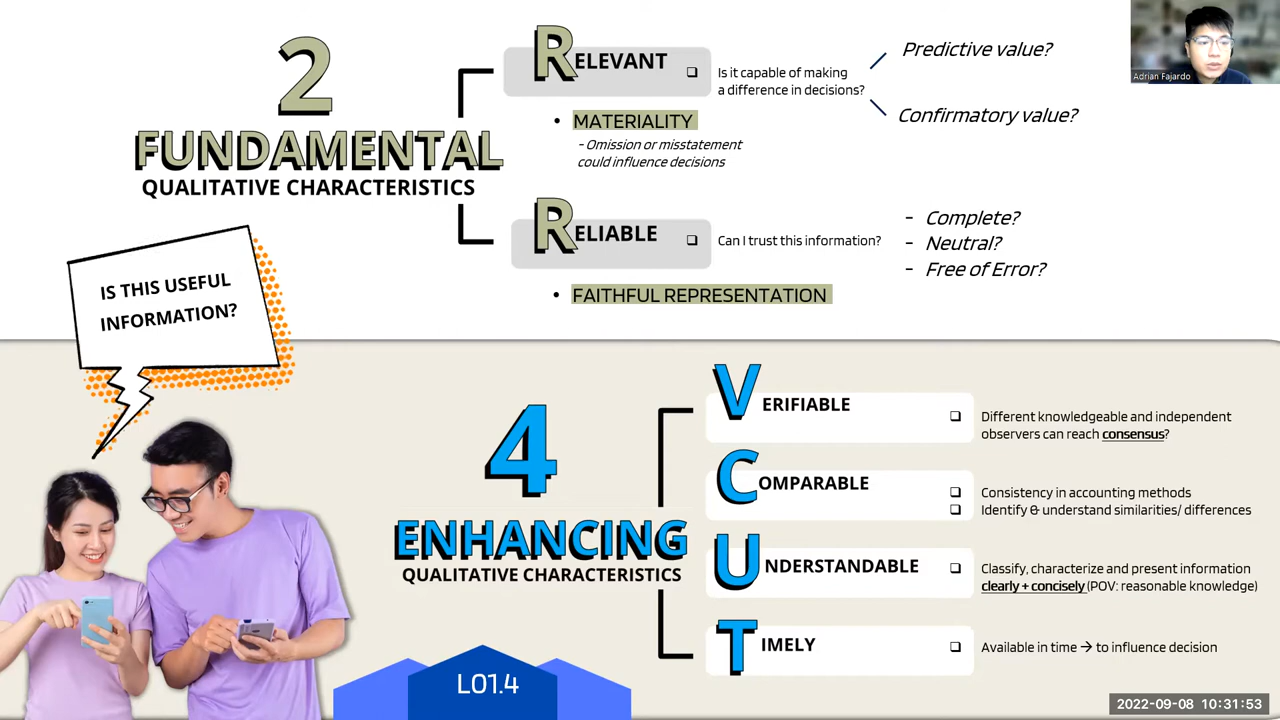 2
FUNDAMENTAL
QUALITATIVE CHARACTERISTICS
RELEVANT
❑ Is it capable of making
a difference in decisions?
Predictive value?
Confirmatory value?
• MATERIALITY
- Omission or misstatement
could influence decisions
RELIABLE
❑ Can I trust this information?
- Complete?
- Neutral?
- Free of Error?
• FAITHFUL REPRESENTATION
Adrian Fajardo
IS THIS USEFUL
INFORMATION?
4
ENHANCING
QUALITATIVE CHARACTERISTICS
VERIFIABLE
❑ Different knowledgeable and independent
observers can reach consensus?
COMPARABLE
❑ Consistency in accounting methods
❑ Identify & understand similarities/ differences
UNDERSTANDABLE
❑ Classify, characterize and present information
clearly + concisely (POV: reasonable knowledge)
TIMELY
❑ Available in time → to influence decision
LO1.4
2022-09-08 10:31:53